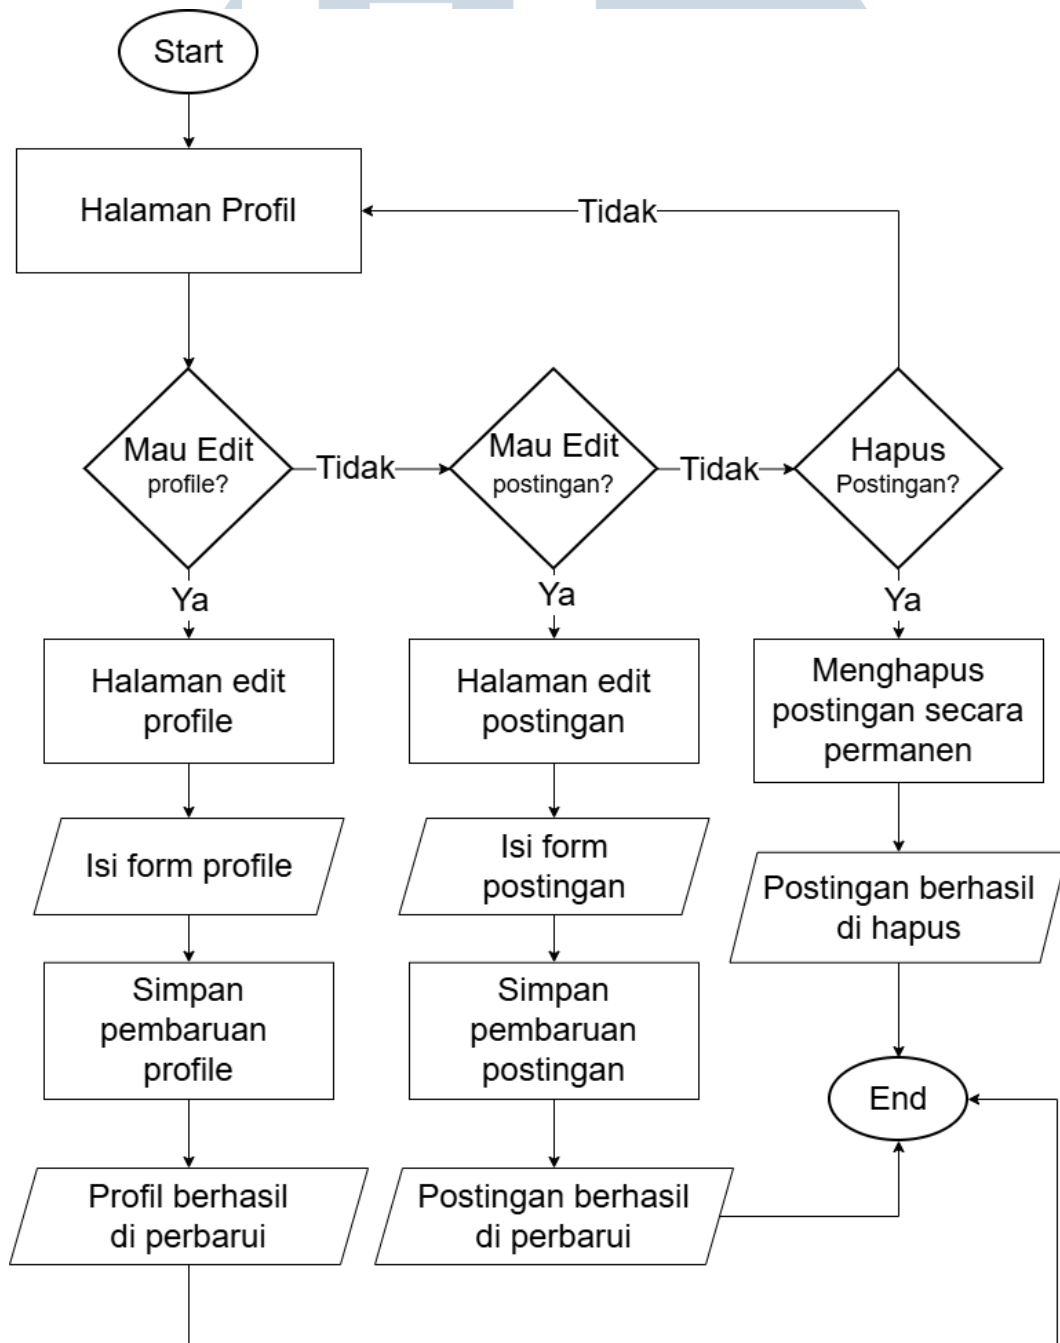 Start
Halaman Profil
Tidak
Mau Edit
profile?
Tidak
Mau Edit
postingan?
Tidak
Hapus
Postingan?
Ya
Ya
Ya
Halaman edit
profile
Halaman edit
postingan
Menghapus
postingan secara
permanen
Isi form profile
Isi form
postingan
Postingan berhasil
di hapus
Simpan
pembaruan
profile
Simpan
pembaruan
postingan
End
Profil berhasil
di perbarui
Postingan berhasil
di perbarui